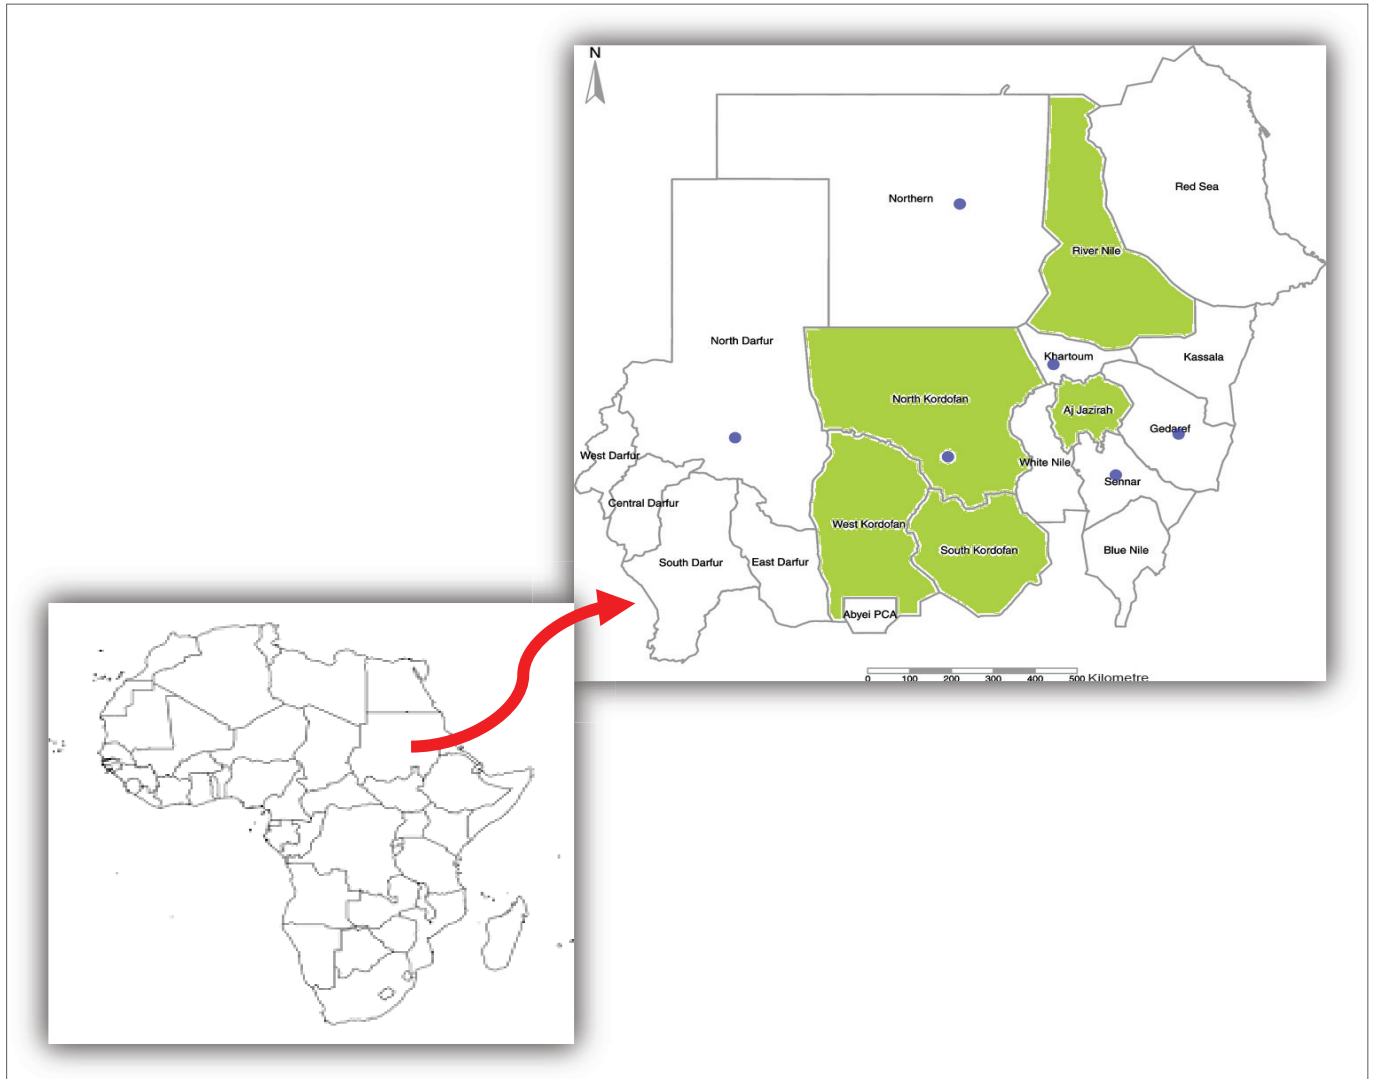 N
Northern
Red Sea
River Nile
North Darfur
Khartoum
Kassala
North Kordofan
Aj Jazirah
Gedaref
West Darfur
White Nile
Sennar
Central Darfur
West Kordofan
South Kordofan
Blue Nile
South Darfur
East Darfur
Abyei PCA
0 100 200 300 400 500 Kilometre